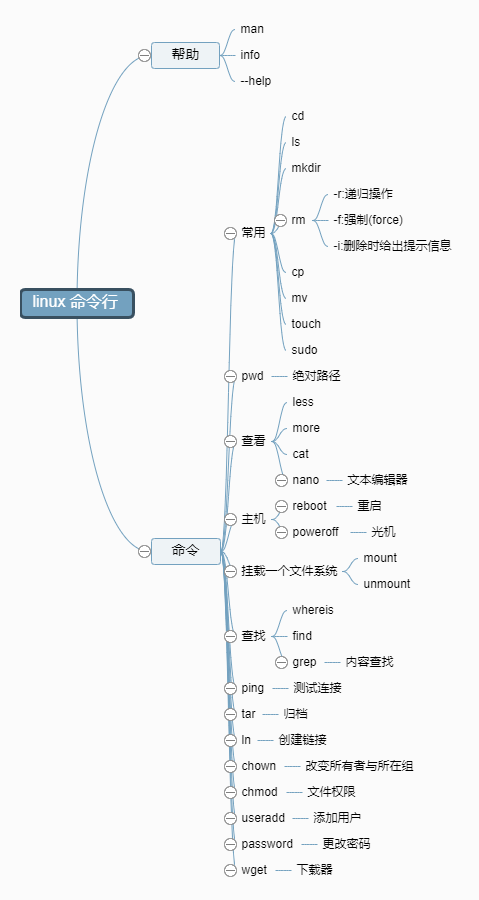 linux 命令行
帮助
man
info
--help
命令
常用
cd
ls
mkdir
rm
-r:递归操作
-f:强制(force)
-i:删除时给出提示信息
cp
mv
touch
sudo
pwd
绝对路径
查看
less
more
cat
nano
文本编辑器
主机
reboot
重启
poweroff
光机
挂载一个文件系统
mount
unmount
查找
whereis
find
grep
内容查找
ping
测试连接
tar
归档
ln
创建链接
chown
改变所有者与所在组
chmod
文件权限
useradd
添加用户
password
更改密码
wget
下载器